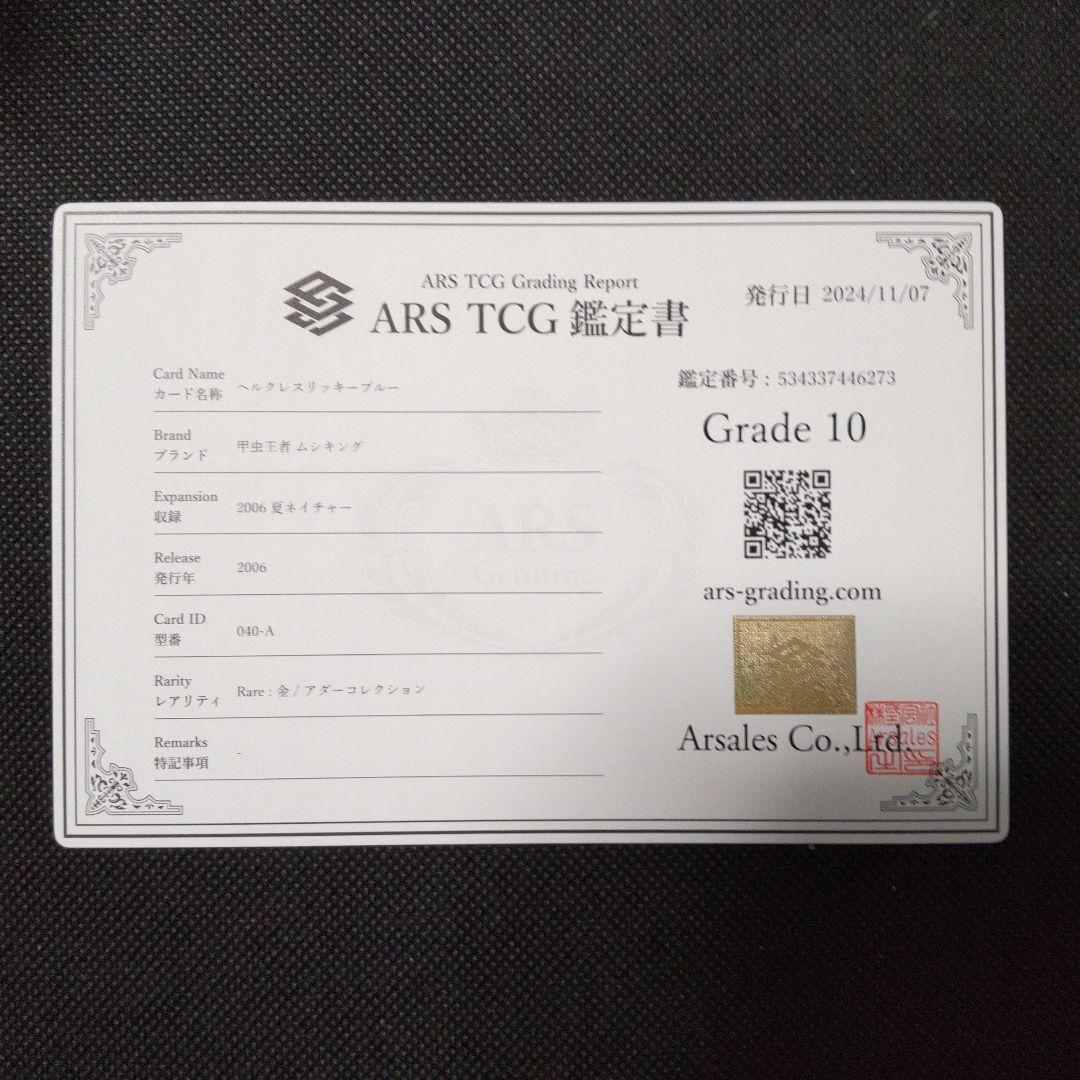 ARS TCG Grading Report
ARS TCG 鑑定書
発行日 2024/11/07
Card Name
カード名称
ヘルクレスリッキーブルー
Brand
ブランド
甲虫王者 ムシキング
Expansion
収録
2006 夏ネイチャー
Release
発行年
2006
Card ID
型番
040-A
Rarity
レアリティ
Rare : 金 / アダーコレクション
Remarks
特記事項
-
ARS
Genuine
鑑定番号 : 534337446273
Grade 10
ars-grading.com
Arsales Co.,Ltd.
Arsales